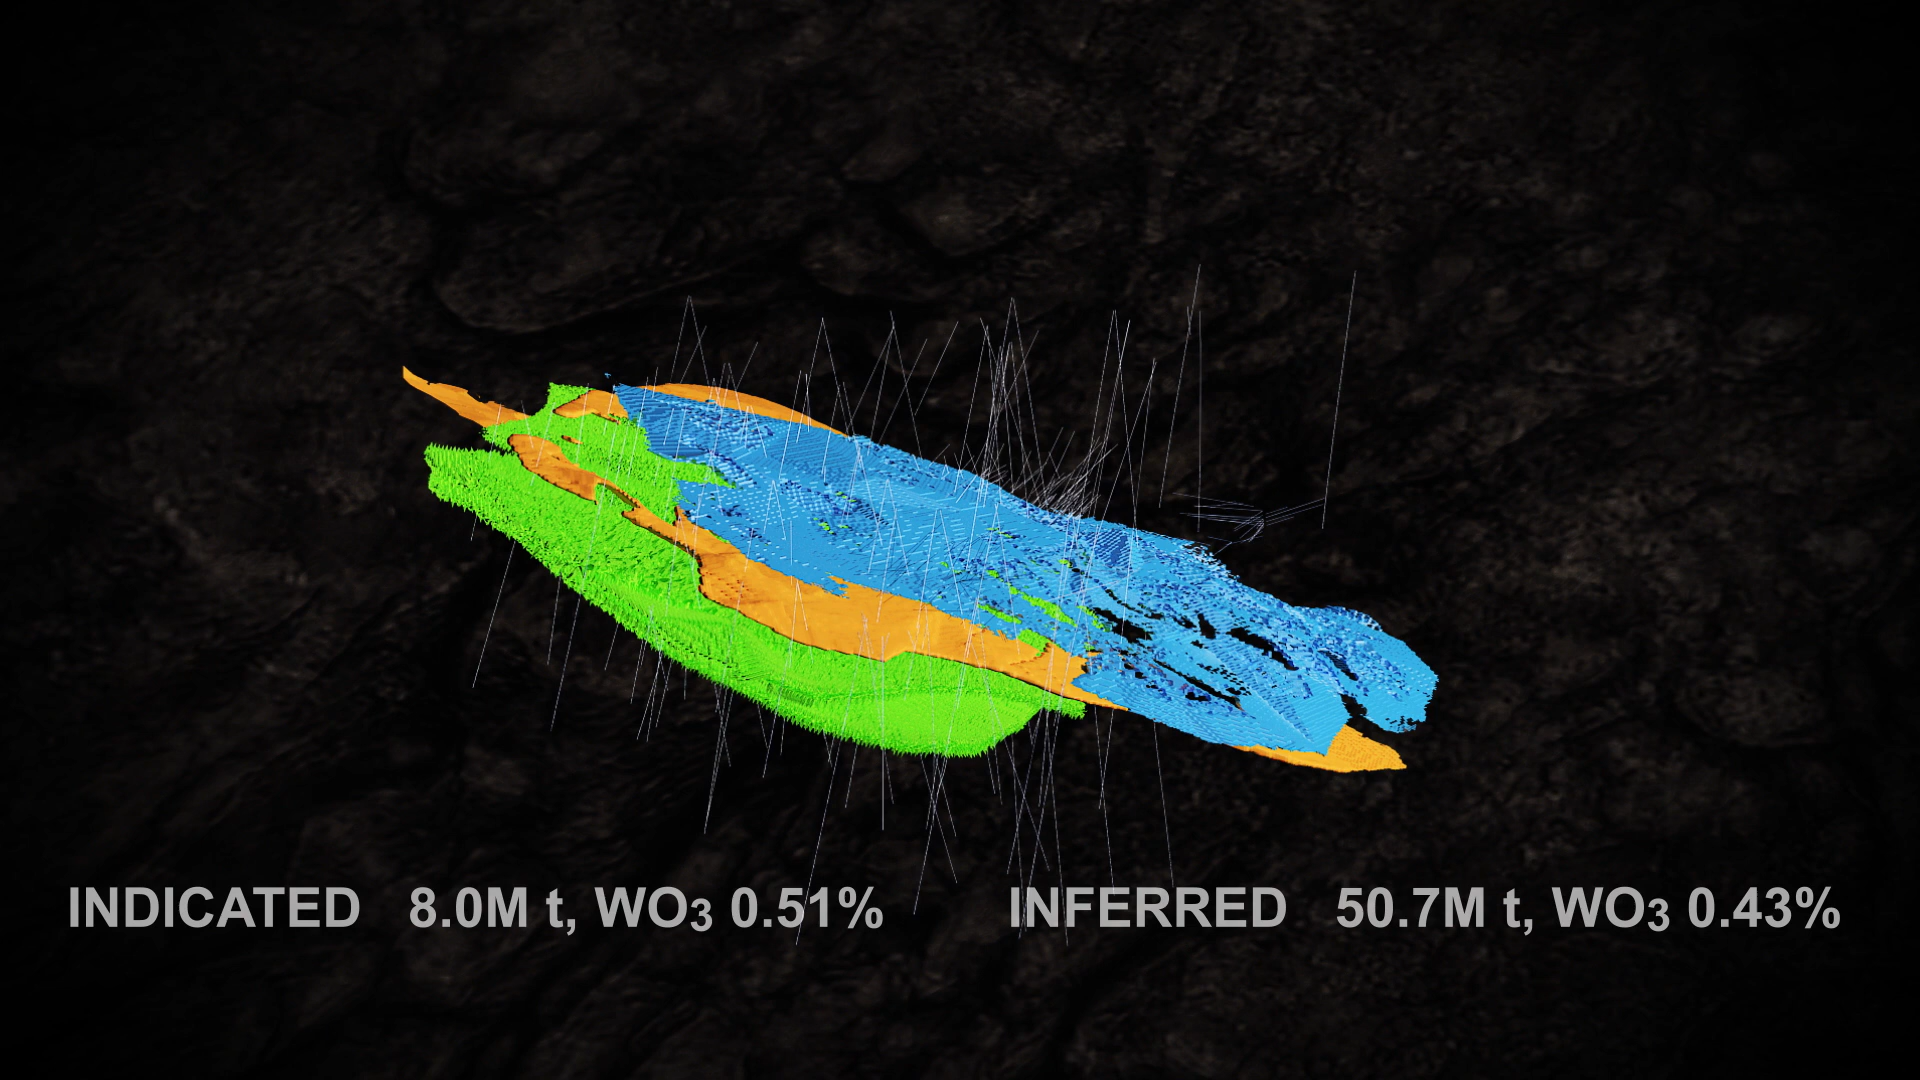 INDICATED 8.0M t, WO₃ 0.51% INFERRED 50.7M t, WO₃ 0.43%